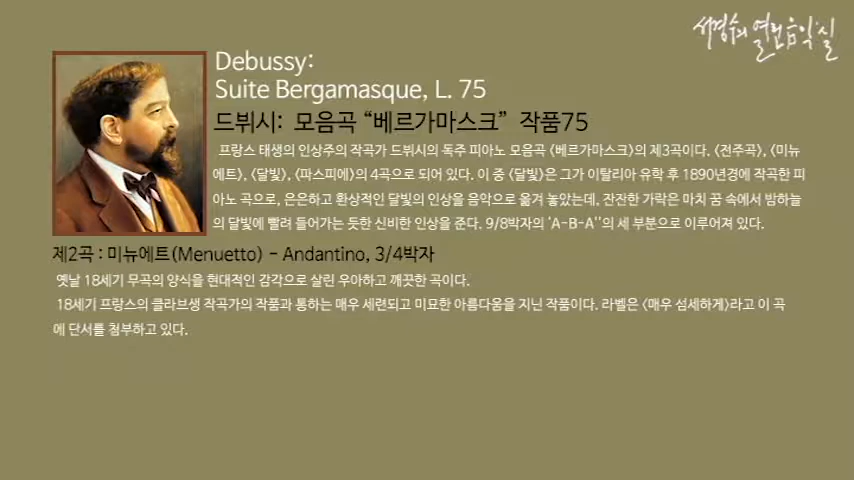 서경수의 열린음악실
Debussy:
Suite Bergamasque, L. 75
드뷔시: 모음곡 “베르가마스크” 작품75
프랑스 태생의 인상주의 작곡가 드뷔시의 독주 피아노 모음곡 <베르가마스크>의 제3곡이다. <전주곡>, <미뉴
에트>, <달빛>, <파스피에>의 4곡으로 되어 있다. 이 중 <달빛>은 그가 이탈리아 유학 후 1890년경에 작곡한 피
아노 곡으로, 은은하고 환상적인 달빛의 인상을 음악으로 옮겨 놓았는데, 잔잔한 가락은 마치 꿈 속에서 밤하늘
의 달빛에 빨려 들어가는 듯한 신비한 인상을 준다. 9/8박자의 'A-B-A''의 세 부분으로 이루어져 있다.
제2곡 : 미뉴에트(Menuetto) - Andantino, 3/4박자
옛날 18세기 무곡의 양식을 현대적인 감각으로 살린 우아하고 깨끗한 곡이다.
18세기 프랑스의 클라브생 작곡가의 작품과 통하는 매우 세련되고 미묘한 아름다움을 지닌 작품이다. 라벨은 <매우 섬세하게>라고 이 곡
에 단서를 첨부하고 있다.